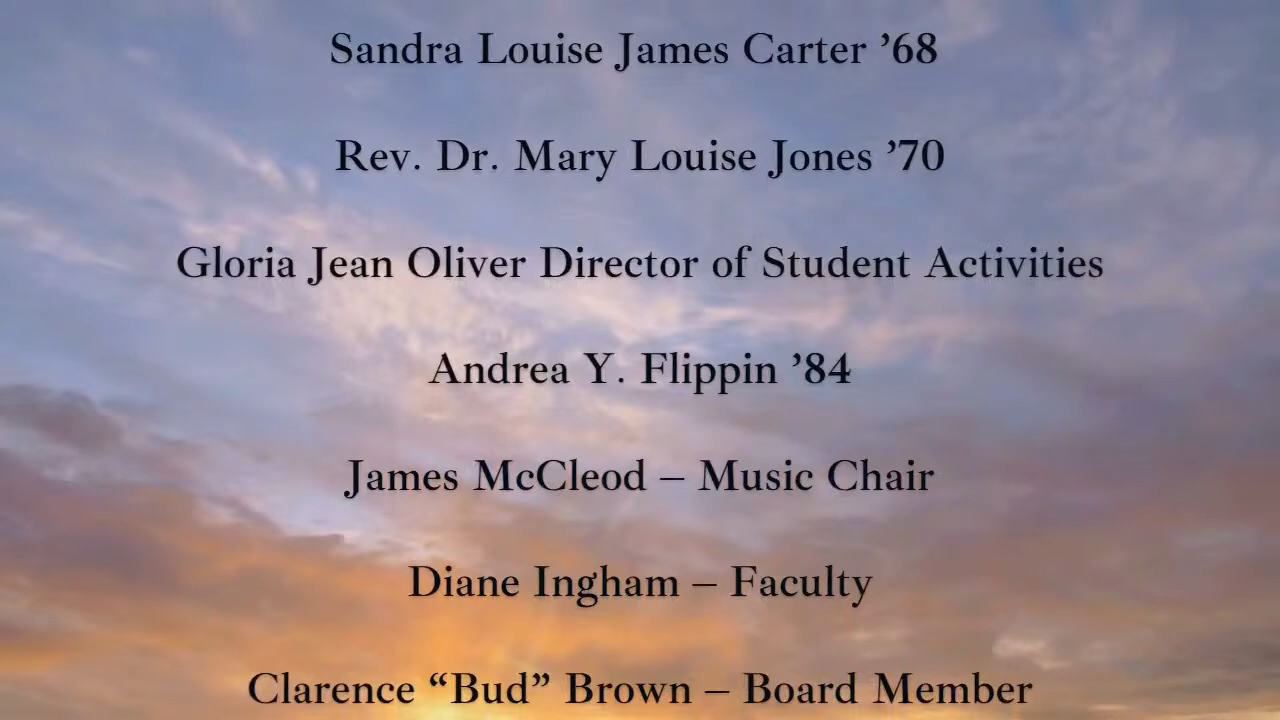 Sandra Louise James Carter ’68
Rev. Dr. Mary Louise Jones ’70
Gloria Jean Oliver Director of Student Activities
Andrea Y. Flippin ’84
James McCleod – Music Chair
Diane Ingham – Faculty
Clarence “Bud” Brown – Board Member